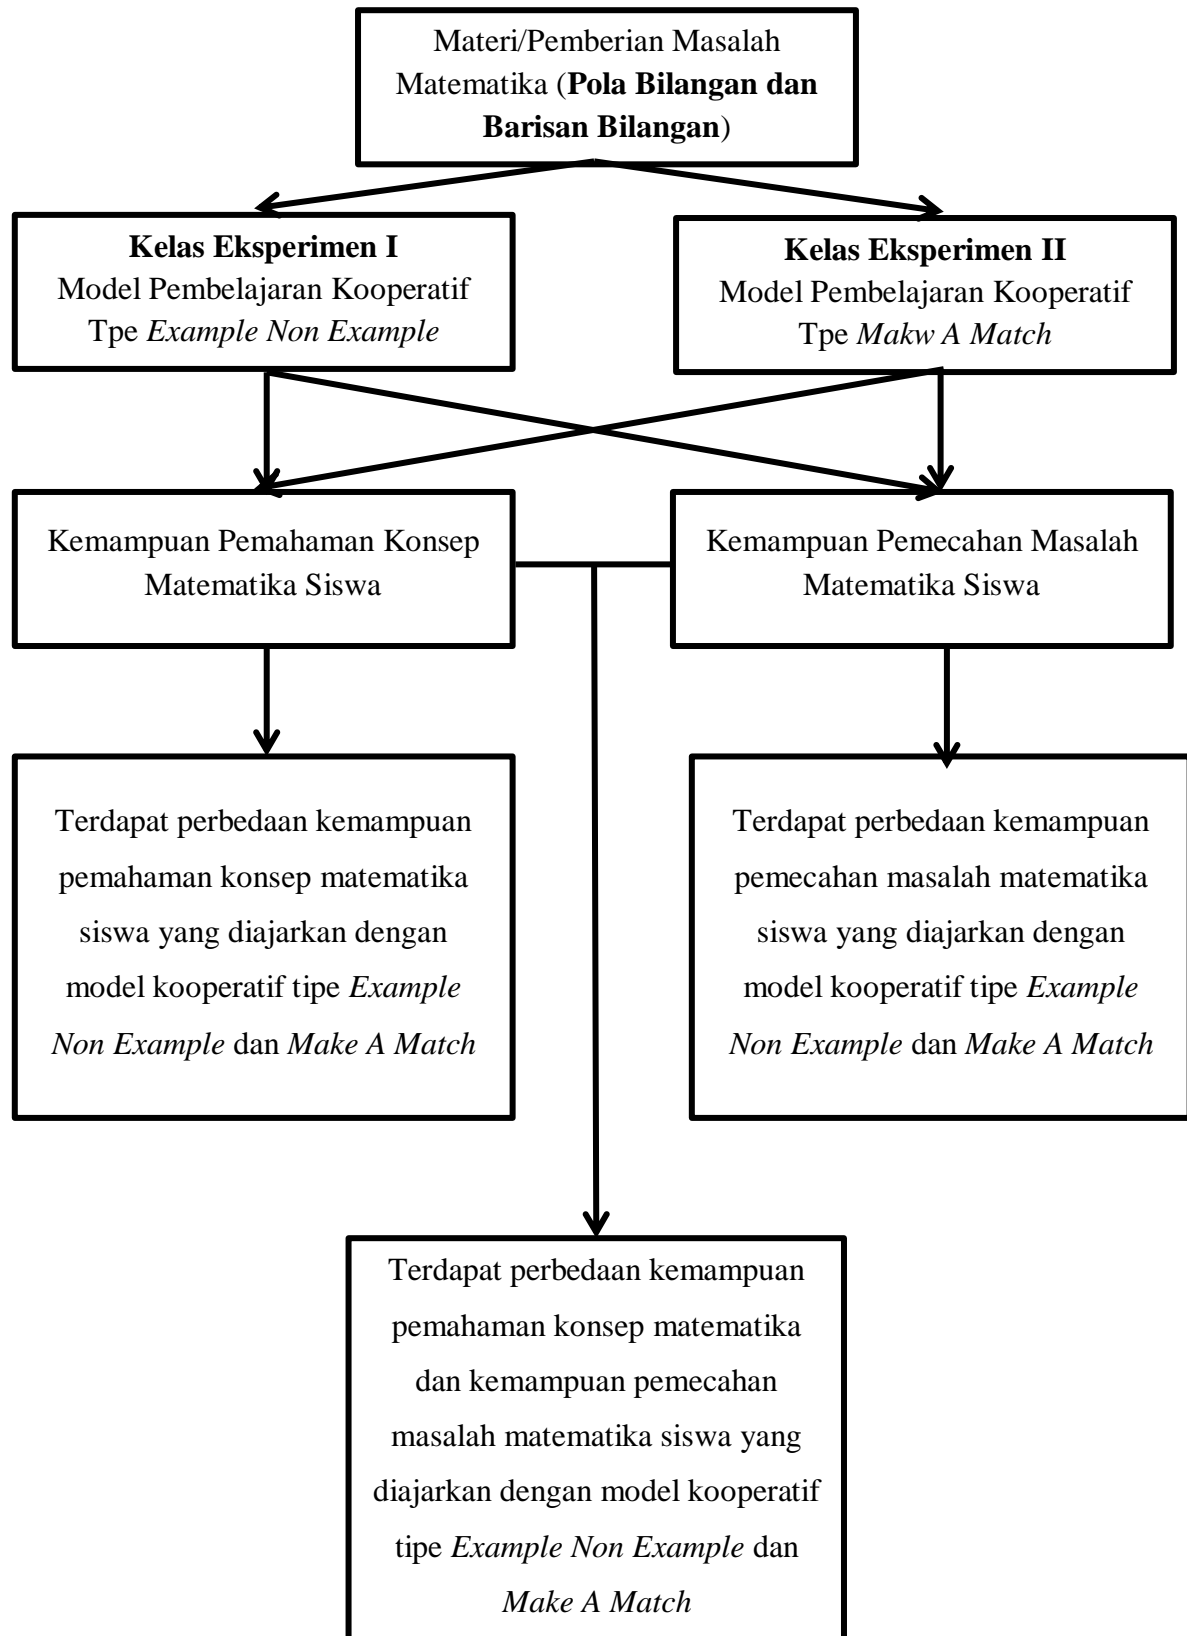 Materi/Pemberian Masalah
Matematika (Pola Bilangan dan
Barisan Bilangan)
Kelas Eksperimen I
Model Pembelajaran Kooperatif
Tpe Example Non Example
Kelas Eksperimen II
Model Pembelajaran Kooperatif
Tpe Makw A Match
Kemampuan Pemahaman Konsep
Matematika Siswa
Kemampuan Pemecahan Masalah
Matematika Siswa
Terdapat perbedaan kemampuan
pemahaman konsep matematika
siswa yang diajarkan dengan
model kooperatif tipe Example
Non Example dan Make A Match
Terdapat perbedaan kemampuan
pemecahan masalah matematika
siswa yang diajarkan dengan
model kooperatif tipe Example
Non Example dan Make A Match
Terdapat perbedaan kemampuan
pemahaman konsep matematika
dan kemampuan pemecahan
masalah matematika siswa yang
diajarkan dengan model kooperatif
tipe Example Non Example dan
Make A Match